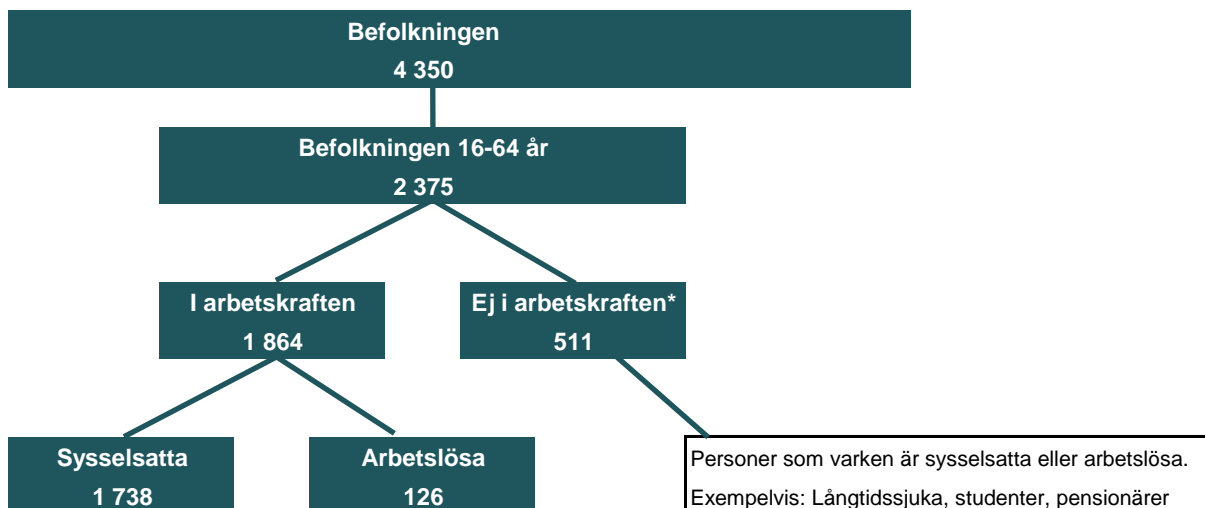 Befolkningen
4 350
Befolkningen 16-64 år
2 375
I arbetskraften
1 864
Ej i arbetskraften*
511
Sysselsatta
1 738
Arbetslösa
126
Personer som varken är sysselsatta eller arbetslösa.
Exempelvis: Långtidssjuka, studenter, pensionärer